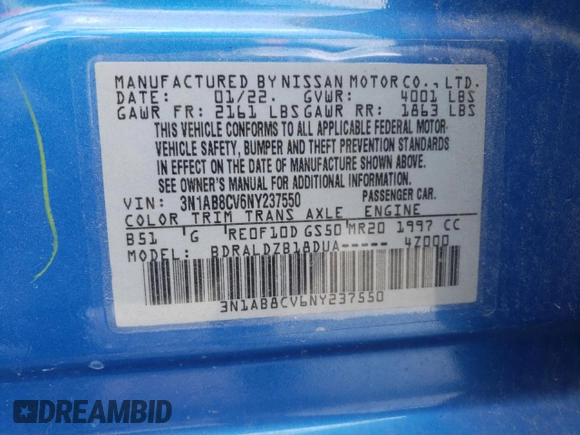 MANUFACTURED BY NISSAN MOTOR CO., LTD.
DATE: 01/22. GVWR: 4001 LBS
GAWR FR: 2161 LBS GAWR RR: 1863 LBS
THIS VEHICLE CONFORMS TO ALL APPLICABLE FEDERAL MOTOR
VEHICLE SAFETY, BUMPER AND THEFT PREVENTION STANDARDS
IN EFFECT ON THE DATE OF MANUFACTURE SHOWN ABOVE.
SEE OWNER'S MANUAL FOR ADDITIONAL INFORMATION.
VIN: 3N1AB8CV6NY237550 PASSENGER CAR.
COLOR TRIM TRANS AXLE ENGINE
B51 'G RE0F10D GS50'MR20 1997 CC
MODEL: BDRALDZB18DUA----- 4Z000
3N1AB8CV6NY237550
DREAMBID